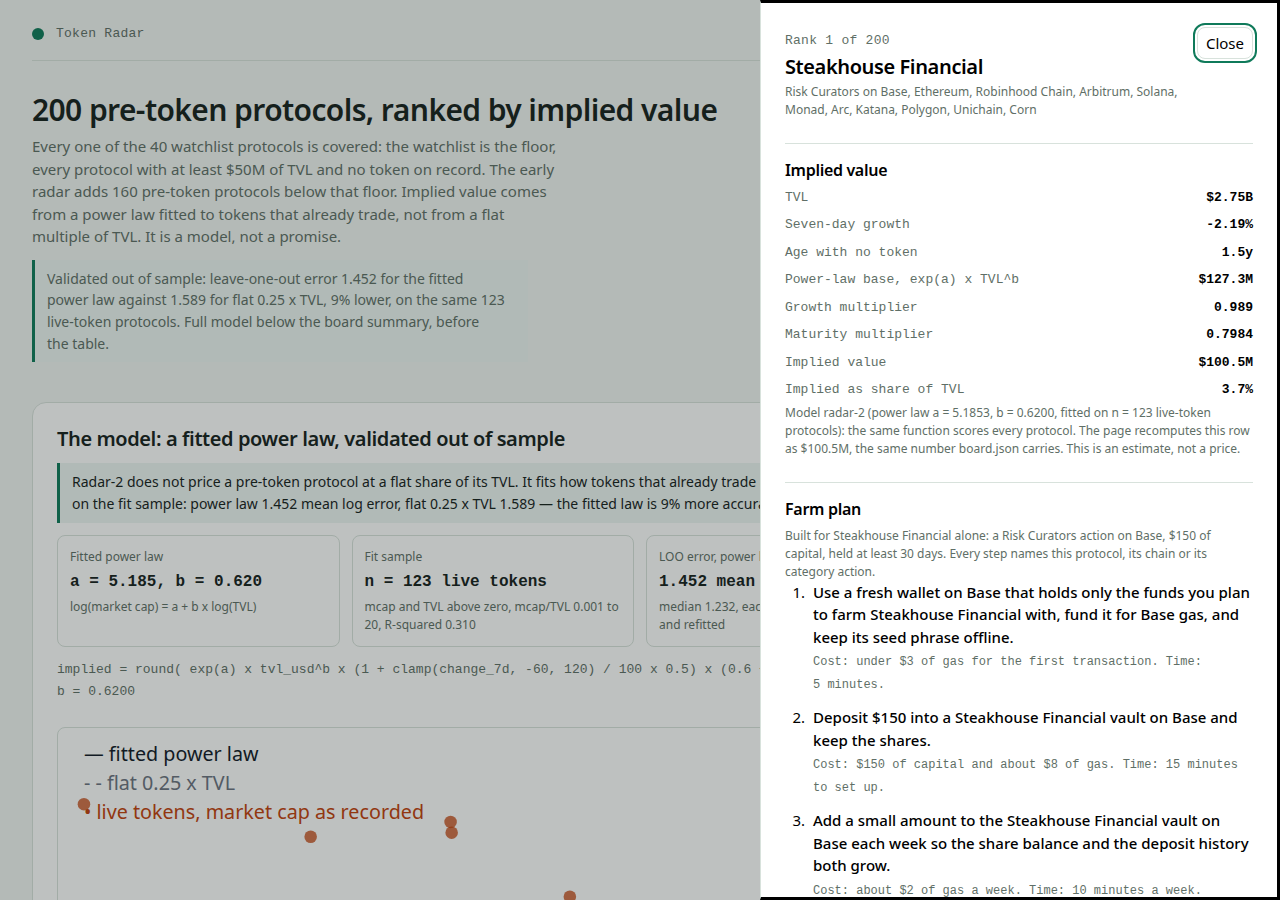 Token Radar
200 pre-token protocols, ranked by implied value
Every one of the 40 watchlist protocols is covered: the watchlist is the floor,
every protocol with at least $50M of TVL and no token on record. The early
radar adds 160 pre-token protocols below that floor. Implied value comes
from a power law fitted to tokens that already trade, not from a flat
multiple of TVL. It is a model, not a promise.
Validated out of sample: leave-one-out error 1.452 for the fitted
power law against 1.589 for flat 0.25 x TVL, 9% lower, on the same 123
live-token protocols. Full model below the board summary, before
the table.
The model: a fitted power law, validated out of sample
Radar-2 does not price a pre-token protocol at a flat share of its TVL. It fits how tokens that already trade
on the fit sample: power law 1.452 mean log error, flat 0.25 x TVL 1.589 — the fitted law is 9% more
Fitted power law
a = 5.185, b = 0.620
log(market cap) = a + b x log(TVL)
Fit sample
n = 123 live tokens
mcap and TVL above zero, mcap/TVL 0.001 to
20, R-squared 0.310
LOO error, power
1.452 mean
median 1.232,
and refitted
implied = round( exp(a) x tvl_usd^b x (1 + clamp(change_7d, -60, 120) / 100 x 0.5) x (0.6
b = 0.6200
— fitted power law
- - flat 0.25 x TVL
• live tokens, market cap as recorded
Rank 1 of 200
Close
Steakhouse Financial
Risk Curators on Base, Ethereum, Robinhood Chain, Arbitrum, Solana,
Monad, Arc, Katana, Polygon, Unichain, Corn
Implied value
TVL $2.75B
Seven-day growth -2.19%
Age with no token 1.5y
Power-law base, exp(a) x TVL^b $127.3M
Growth multiplier 0.989
Maturity multiplier 0.7984
Implied value $100.5M
Implied as share of TVL 3.7%
Model radar-2 (power law a = 5.1853, b = 0.6200, fitted on n = 123 live-token
protocols): the same function scores every protocol. The page recomputes this row
as $100.5M, the same number board.json carries. This is an estimate, not a price.
Farm plan
Built for Steakhouse Financial alone: a Risk Curators action on Base, $150 of
capital, held at least 30 days. Every step names this protocol, its chain or its
category action.
1. Use a fresh wallet on Base that holds only the funds you plan
to farm Steakhouse Financial with, fund it for Base gas, and
keep its seed phrase offline.
Cost: under $3 of gas for the first transaction. Time:
5 minutes.
2. Deposit $150 into a Steakhouse Financial vault on Base and
keep the shares.
Cost: $150 of capital and about $8 of gas. Time: 15 minutes
to set up.
3. Add a small amount to the Steakhouse Financial vault on
Base each week so the share balance and the deposit history
both grow.
Cost: about $2 of gas a week. Time: 10 minutes a week.